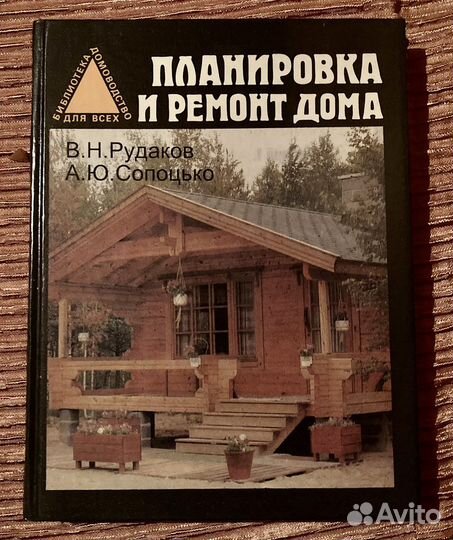 БИБЛИОТЕКА
ДОМОВОДСТВО
ДЛЯ ВСЕХ
ПЛАНИРОВКА
И РЕМОНТ ДОМА
В.Н.Рудаков
А.Ю.Сопоцько
Avito